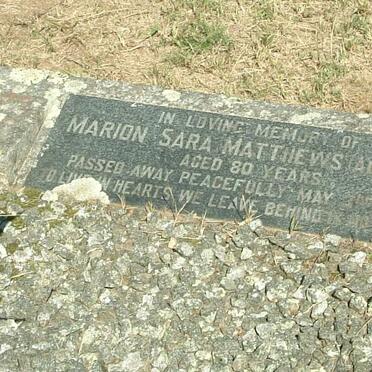 IN LOVING MEMORY OF
MARION SARA MATTHEWS
AGED 80 YEARS
PASSED AWAY PEACEFULLY MAY
HEARTS WE LEAVE BEHIND